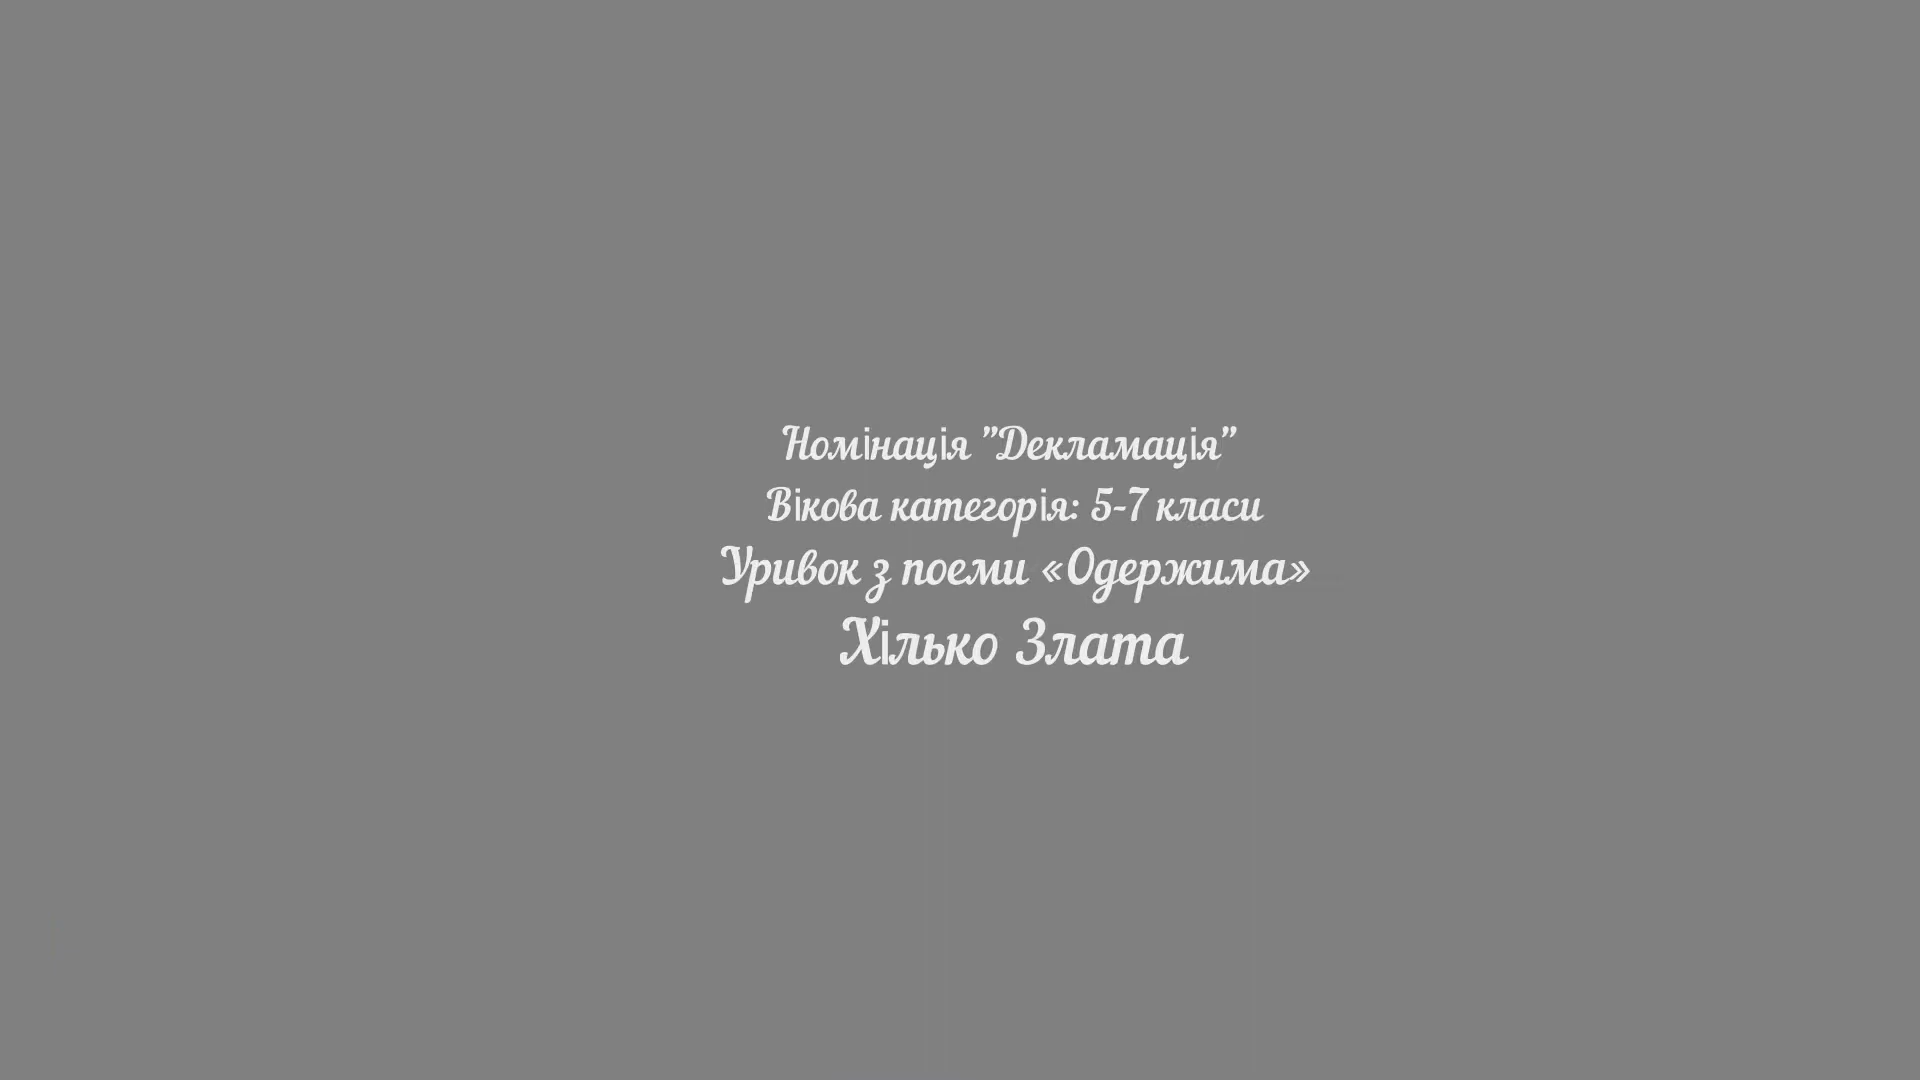 Номінація "Декламація"
Вікова категорія: 5-7 класи
Уривок з поеми «Одержима»
Хілько Злата